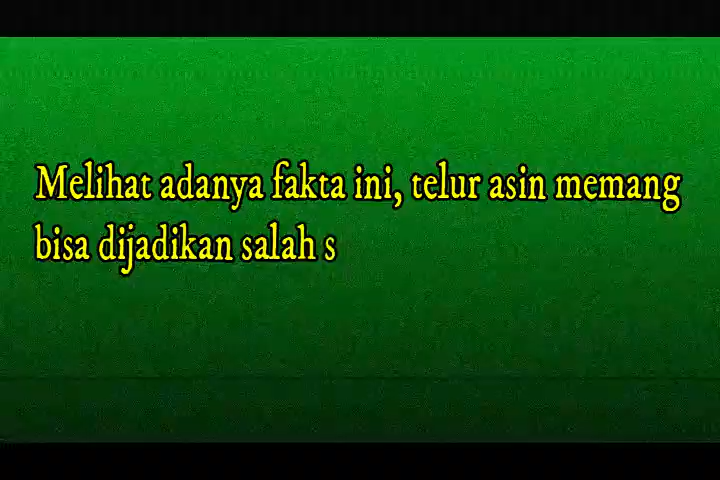 Melihat adanya fakta ini, telur asin memang
bisa dijadikan salah s